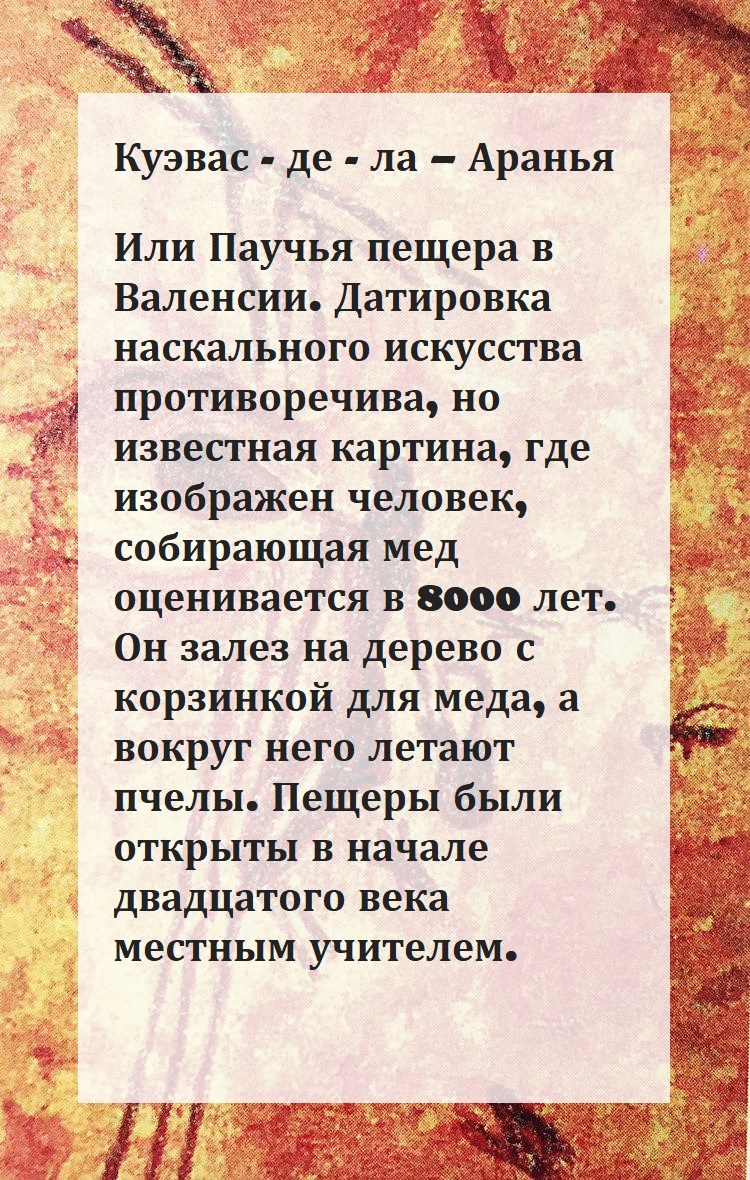 Куэвас - де - ла – Аранья
Или Паучья пещера в
Валенсии. Датировка
наскального искусства
противоречива, но
известная картина, где
изображен человек,
собирающая мед
оценивается в 8000 лет.
Он залез на дерево с
корзинкой для меда, а
вокруг него летают
пчелы. Пещеры были
открыты в начале
двадцатого века
местным учителем.